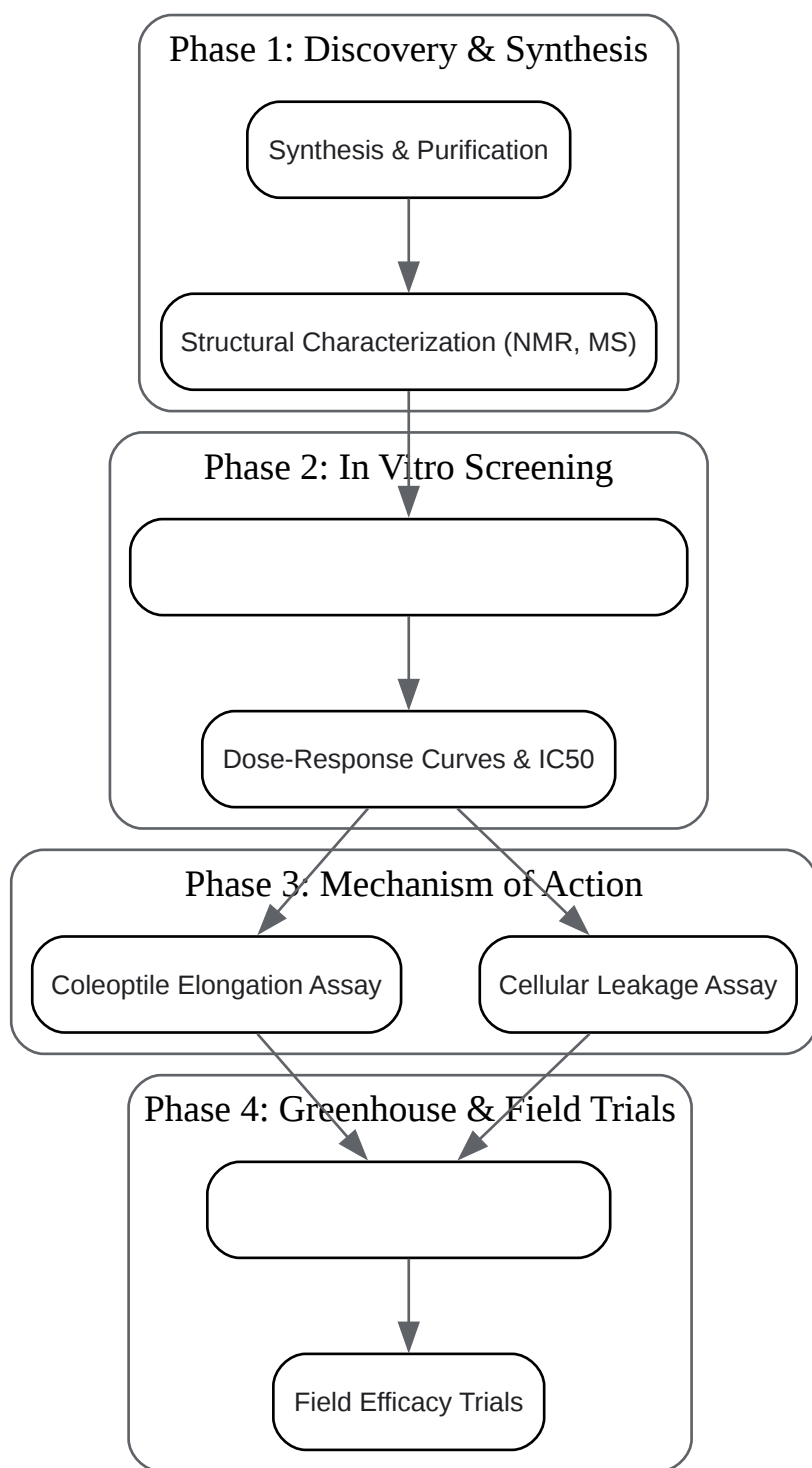 Phase 1: Discovery & Synthesis
Synthesis & Purification
Structural Characterization (NMR, MS)
Phase 2: In Vitro Screening
Dose-Response Curves & IC50
Phase 3: Mechanism of Action
Coleoptile Elongation Assay
Cellular Leakage Assay
Phase 4: Greenhouse & Field Trials
Field Efficacy Trials